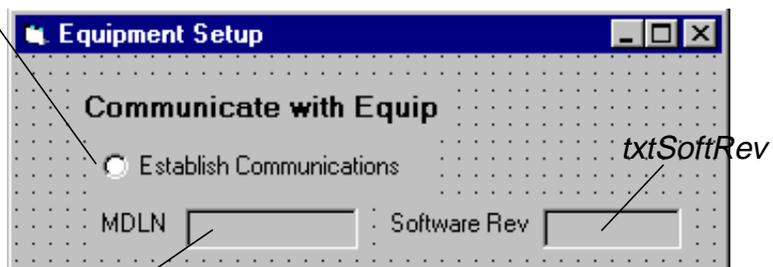 Equipment Setup
Communicate with Equip
Establish Communications
txtSoftRev
MDLN Software Rev